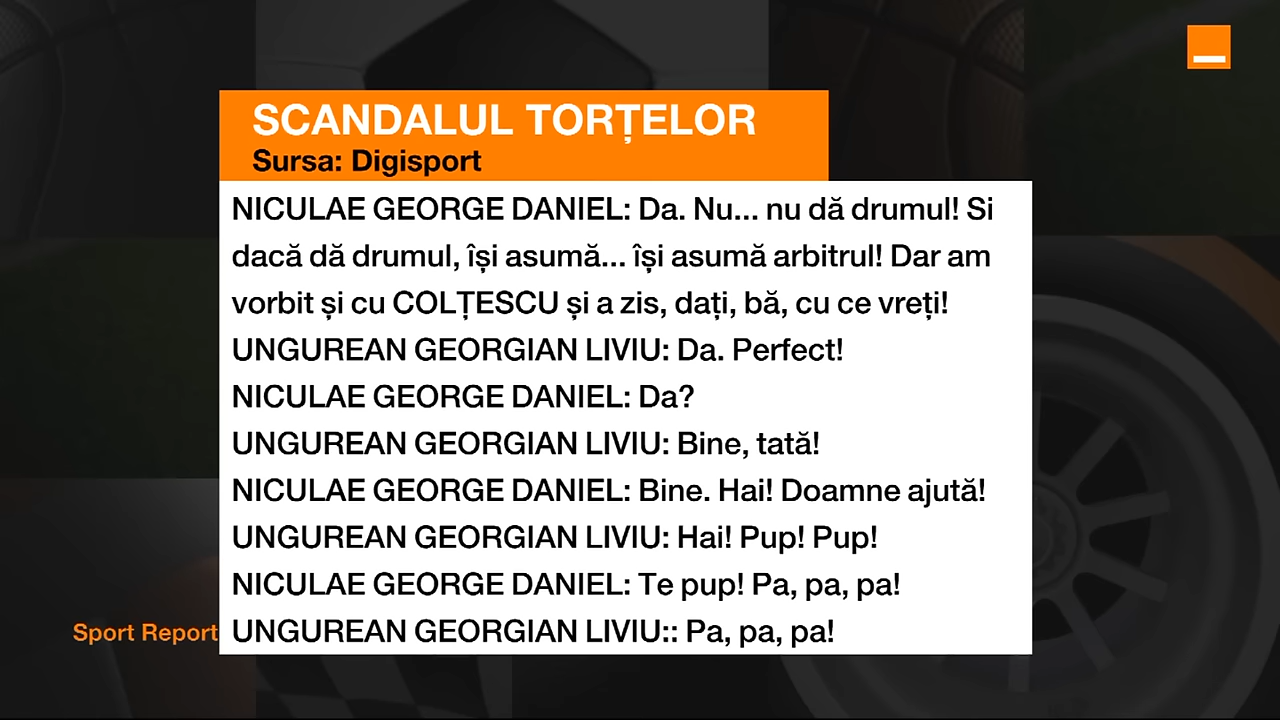 SCANDALUL TORȚELOR
Sursa: Digisport
NICULAE GEORGE DANIEL: Da. Nu... nu dă drumul! Si
dacă dă drumul, își asumă... își asumă arbitrul! Dar am
vorbit și cu COLȚESCU și a zis, dați, bă, cu ce vreți!
UNGUREAN GEORGIAN LIVIU: Da. Perfect!
NICULAE GEORGE DANIEL: Da?
UNGUREAN GEORGIAN LIVIU: Bine, tată!
NICULAE GEORGE DANIEL: Bine. Hai! Doamne ajută!
UNGUREAN GEORGIAN LIVIU: Hai! Pup! Pup!
NICULAE GEORGE DANIEL: Te pup! Pa, pa, pa!
UNGUREAN GEORGIAN LIVIU:: Pa, pa, pa!
Sport Report